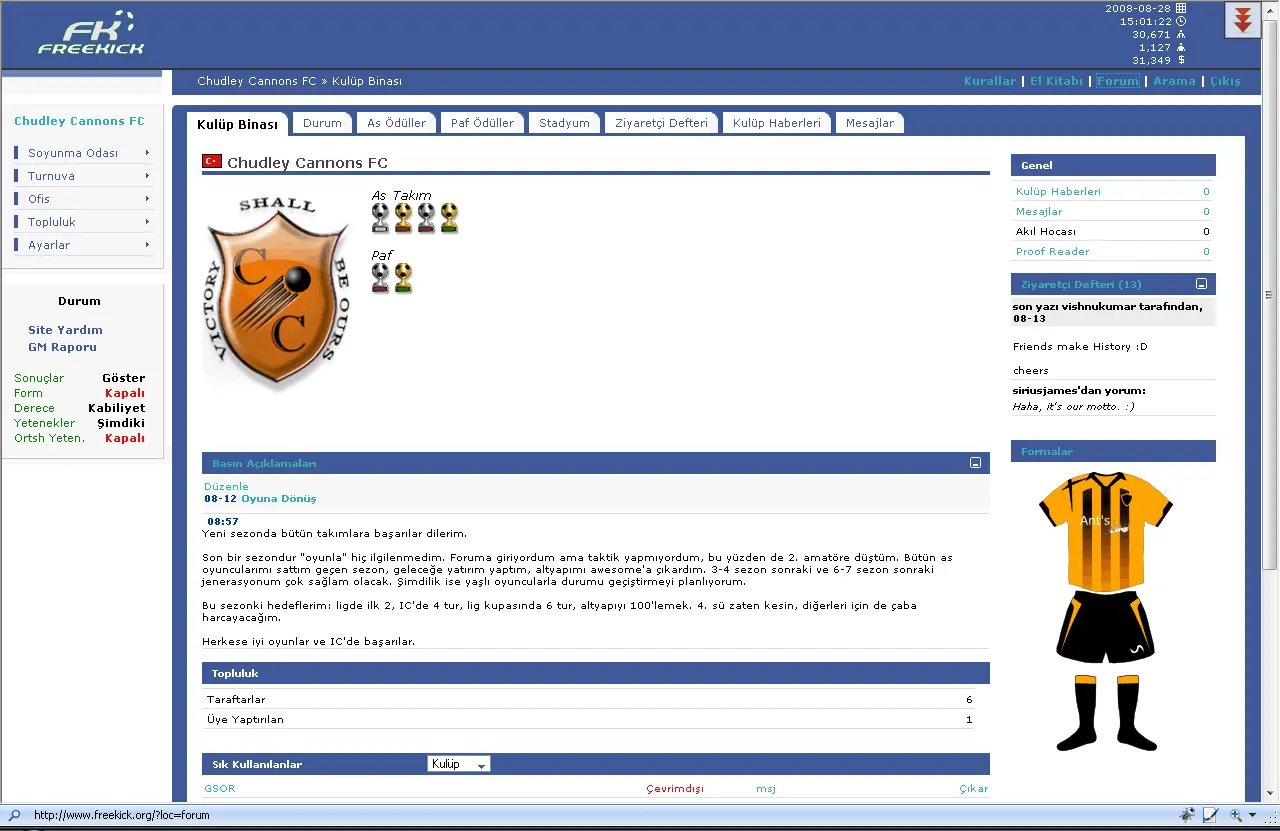 FK
FREEKICK
2008-08-28
15:01:22
30,671
1,127
31,349 $
Chudley Cannons FC » Kulüp Binası
Kurallar | El Kitabı | Forum | Arama | Çıkış
Chudley Cannons FC
Soyunma Odası
Turnuva
Ofis
Topluluk
Ayarlar
Durum
Site Yardım
GM Raporu
Sonuçlar Göster
Form Kapalı
Derece Kabiliyet
Yetenekler Şimdiki
Ortsh Yeten. Kapalı
Kulüp Binası Durum As Ödüller Paf Ödüller Stadyum Ziyaretçi Defteri Kulüp Haberleri Mesajlar
Chudley Cannons FC
SHALL
VICTORY
BE OURS
C
C
As Takım
Paf
Basın Açıklamaları
Düzenle
08-12 Oyuna Dönüş
08:57
Yeni sezonda bütün takımlara başarılar dilerim.
Son bir sezondur "oyunla" hiç ilgilenmedim. Foruma giriyordum ama taktik yapmıyordum, bu yüzden de 2. amatöre düştüm. Bütün as
oyuncularımı sattım geçen sezon, geleceğe yatırım yaptım, altyapımı awesome'a çıkardım. 3-4 sezon sonraki ve 6-7 sezon sonraki
jenerasyonum çok sağlam olacak. Şimdilik ise yaşlı oyuncularla durumu geçiştirmeyi planlıyorum.
Bu sezonki hedeflerim: ligde ilk 2, IC'de 4 tur, lig kupasında 6 tur, altyapıyı 100'lemek. 4. sü zaten kesin, diğerleri için de çaba
harcayacağım.
Herkese iyi oyunlar ve IC'de başarılar.
Topluluk
Taraftarlar 6
Üye Yaptırılan 1
Sık Kullanılanlar Kulüp
GSOR Çevrimdışı msj Çıkar
Genel
Kulüp Haberleri 0
Mesajlar 0
Akıl Hocası 0
Proof Reader 0
Ziyaretçi Defteri (13)
son yazı vishnukumar tarafından,
08-13
Friends make History :D
cheers
siriusjames'dan yorum:
Haha, it's our motto. :)
Formalar
Ant's
http://www.freekick.org/?loc=forum